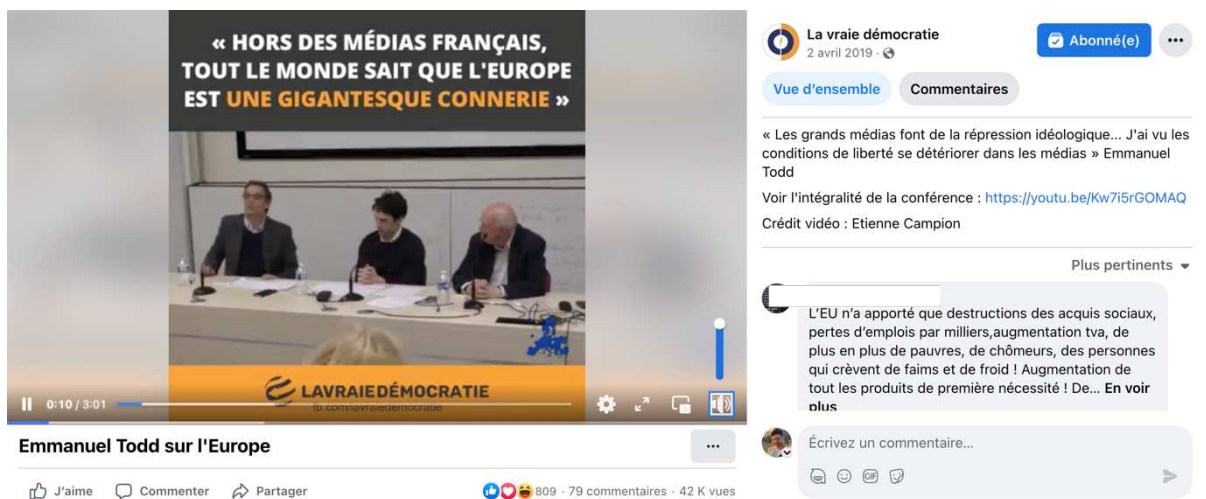 « HORS DES MÉDIAS FRANÇAIS,
TOUT LE MONDE SAIT QUE L'EUROPE
EST UNE GIGANTESQUE CONNERIE »
LAVRAIEDÉMOCRATIE
fb.com/lavraiedemocratie
0:10 / 3:01
Emmanuel Todd sur l'Europe
...
J'aime Commenter Partager 809 · 79 commentaires · 42 K vues
La vraie démocratie
2 avril 2019 ·
Abonné(e)
...
Vue d'ensemble Commentaires
« Les grands médias font de la répression idéologique... J'ai vu les
conditions de liberté se détériorer dans les médias » Emmanuel
Todd
Voir l'intégralité de la conférence : https://youtu.be/Kw7i5rGOMAQ
Crédit vidéo : Etienne Campion
Plus pertinents
L'EU n'a apporté que destructions des acquis sociaux,
pertes d'emplois par milliers,augmentation tva, de
plus en plus de pauvres, de chômeurs, des personnes
qui crèvent de faims et de froid ! Augmentation de
tout les produits de première nécessité ! De... En voir
plus
Écrivez un commentaire...
GIF